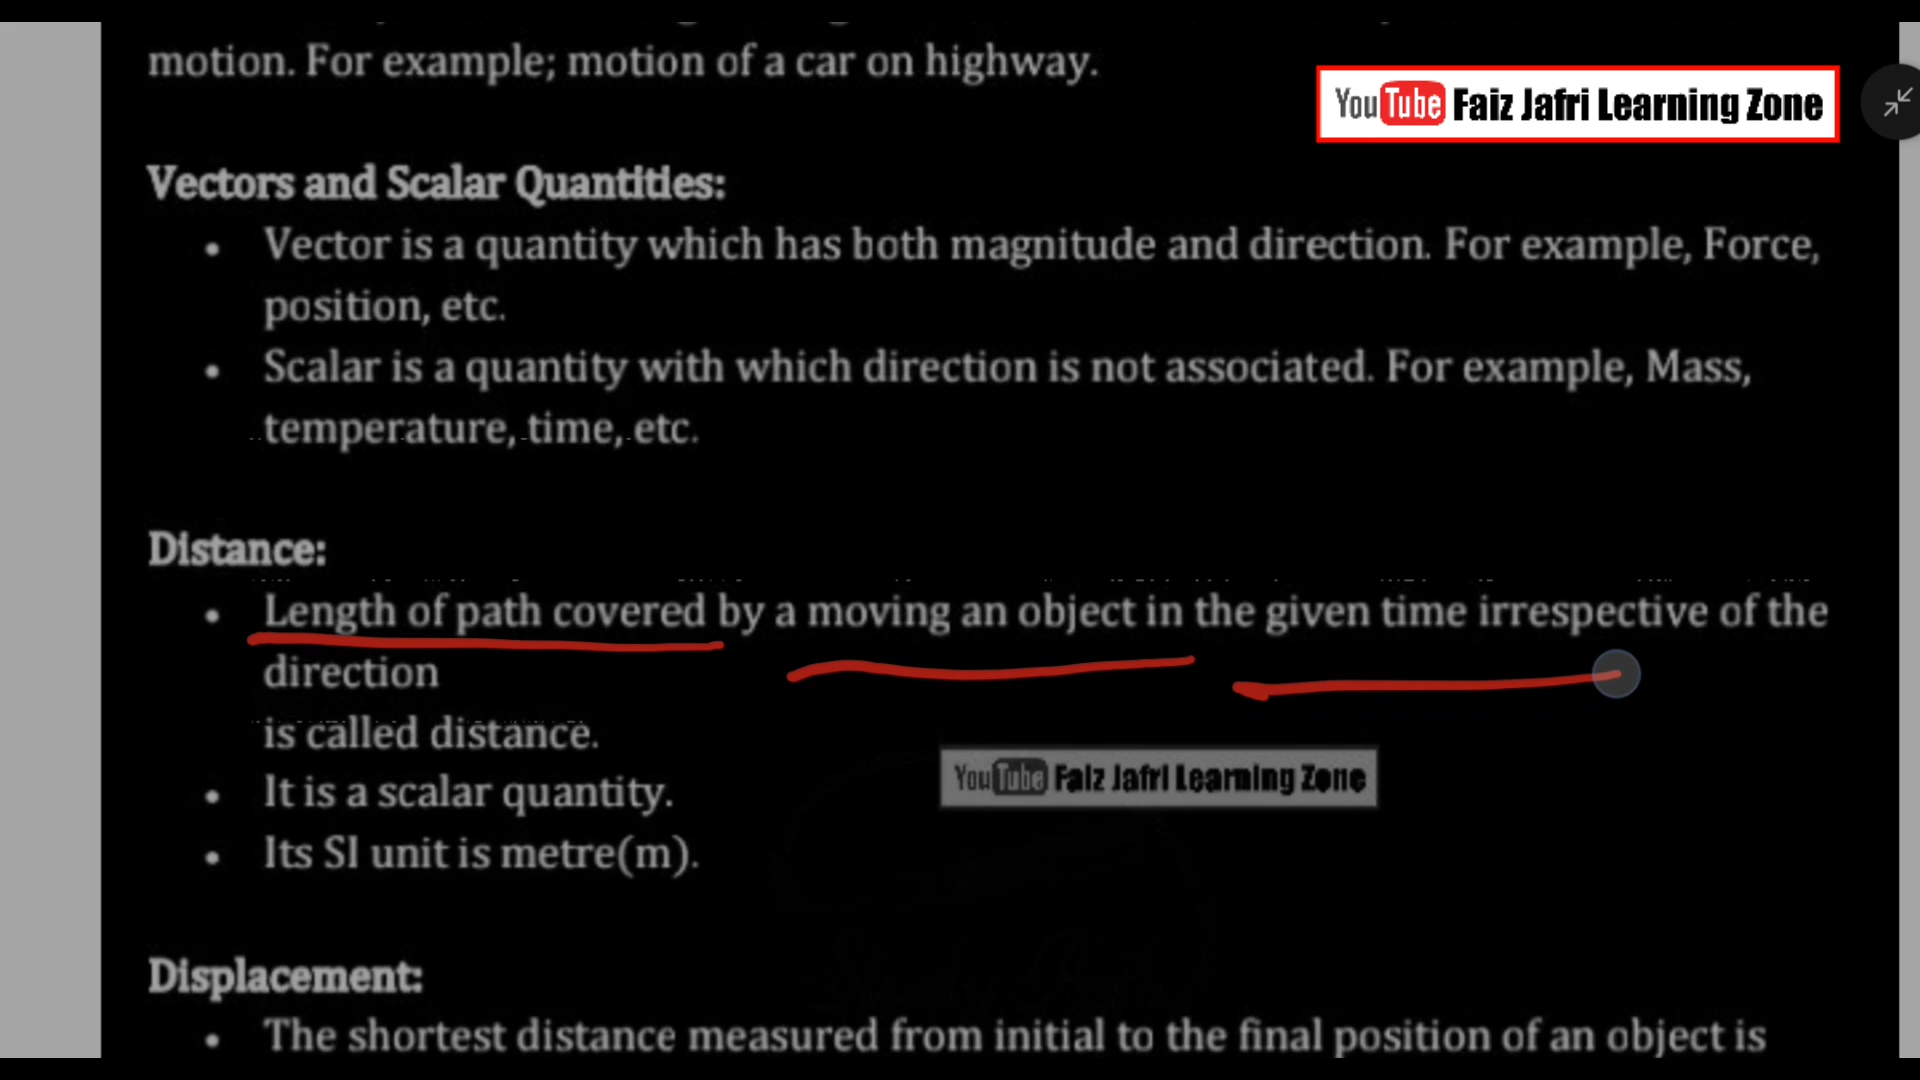 motion. For example; motion of a car on highway.
YouTube Faiz Jafri Learning Zone
Vectors and Scalar Quantities:
• Vector is a quantity which has both magnitude and direction. For example, Force,
position, etc.
• Scalar is a quantity with which direction is not associated. For example, Mass,
temperature, time, etc.
Distance:
• Length of path covered by a moving an object in the given time irrespective of the
direction
is called distance.
YouTube Faiz Jafri Learning Zone
• It is a scalar quantity.
• Its SI unit is metre(m).
Displacement:
• The shortest distance measured from initial to the final position of an object is